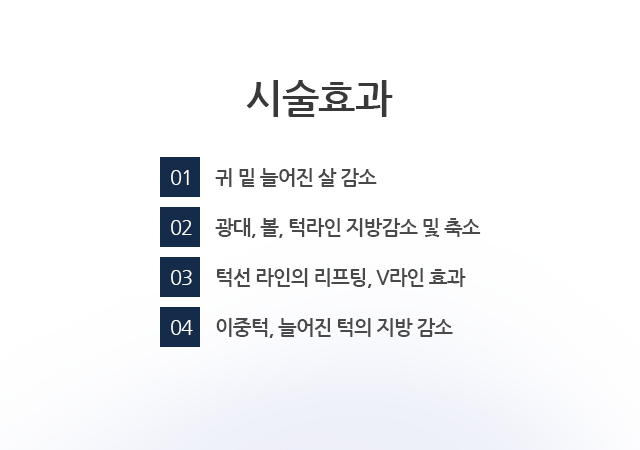 시술효과
01 귀 밑 늘어진 살 감소
02 광대, 볼, 턱라인 지방감소 및 축소
03 턱선 라인의 리프팅, V라인 효과
04 이중턱, 늘어진 턱의 지방 감소